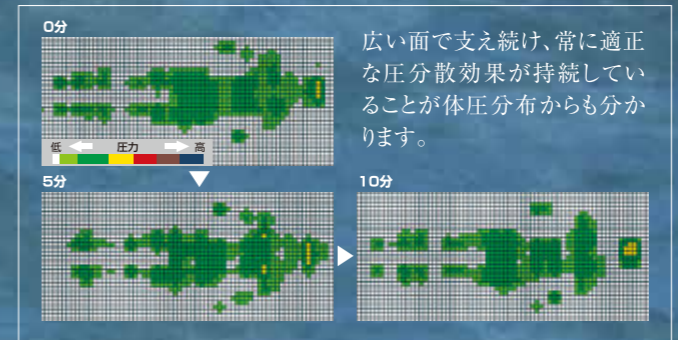 0分
広い面で支え続け、常に適正
な圧分散効果が持続してい
ることが体圧分布からも分か
ります。
低 圧力 高
5分
10分